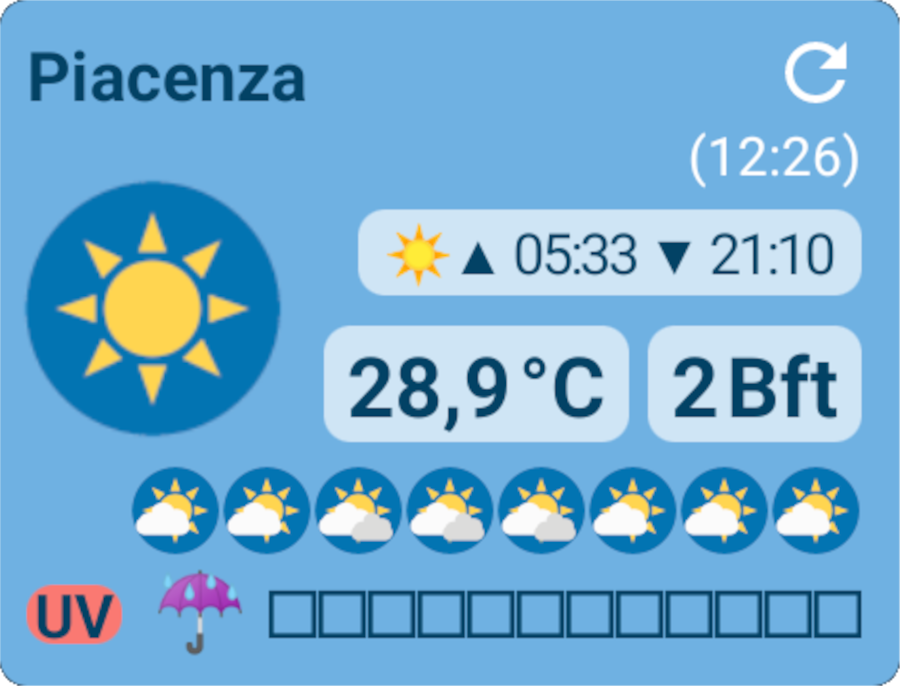 Piacenza
(12:26)
☀ ▲ 05:33 ▼ 21:10
28,9 °C 2 Bft
UV